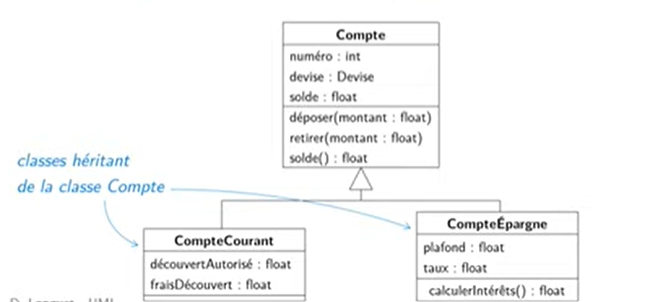 Compte
numéro : int
devise : Devise
solde : float
déposer(montant : float)
retirer(montant : float)
solde() : float
classes héritant
de la classe Compte
CompteCourant
découvertAutorisé : float
fraisDécouvert : float
CompteÉpargne
plafond : float
taux : float
calculerIntérêts() : float